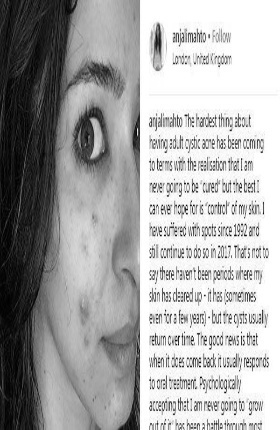 anjalimahto • Follow
London, United Kingdom
anjalimahto The hardest thing about
having adult cystic acne has been coming
to terms with the realisation that I am
never going to be "cured" but the best I
can ever hope for is "control" of my skin. I
have suffered with spots since 1992 and
still continue to do so in 2017. That's not to
say there haven't been periods where my
skin has cleared up - it has (sometimes
even for a few years) - but the cysts usually
return over time. The good news is that
when it does come back it usually responds
to oral treatment. Psychologically
accepting that I am never going to "grow
out of it" has been a battle through most